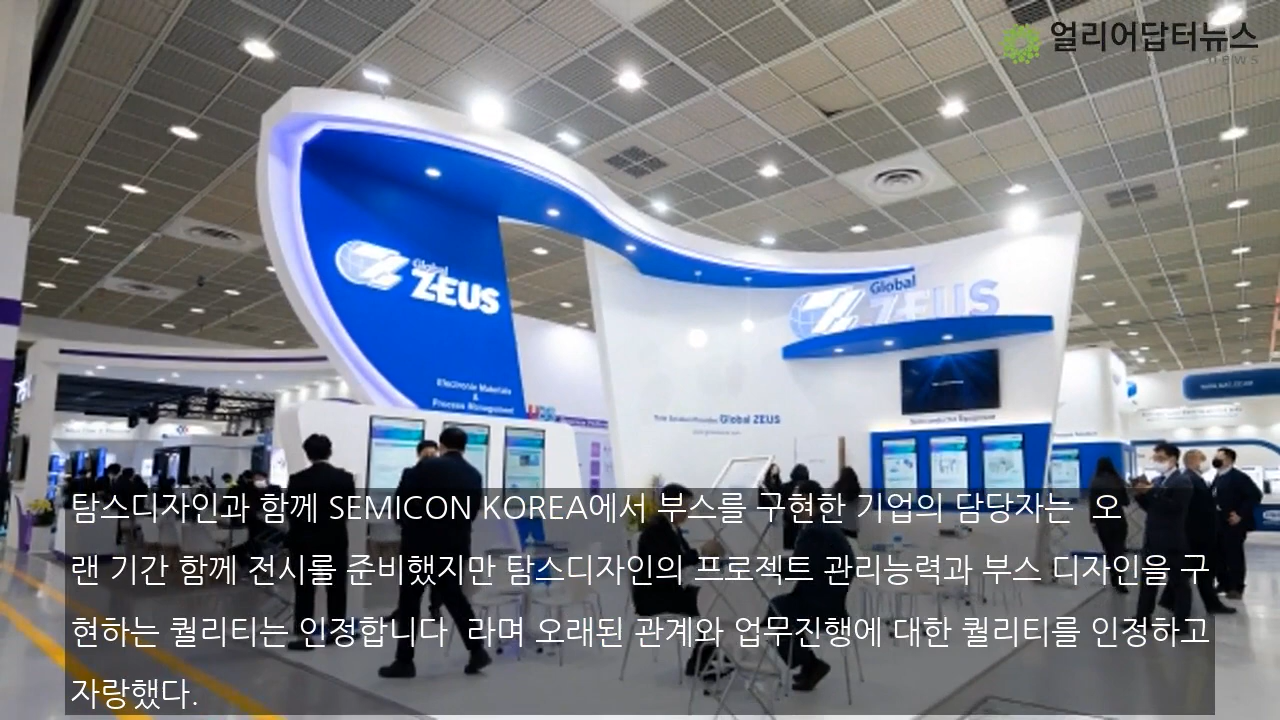 얼리어답터뉴스
news
Global
ZEUS
Global
ZEUS
Electronic Materials
&
Process Management
Total Solution Provider Global ZEUS
Semiconductor Equipment
탐스디자인과 함께 SEMICON KOREA에서 부스를 구현한 기업의 담당자는 오
랜 기간 함께 전시를 준비했지만 탐스디자인의 프로젝트 관리능력과 부스 디자인을 구
현하는 퀄리티는 인정합니다 라며 오래된 관계와 업무진행에 대한 퀄리티를 인정하고
자랑했다.